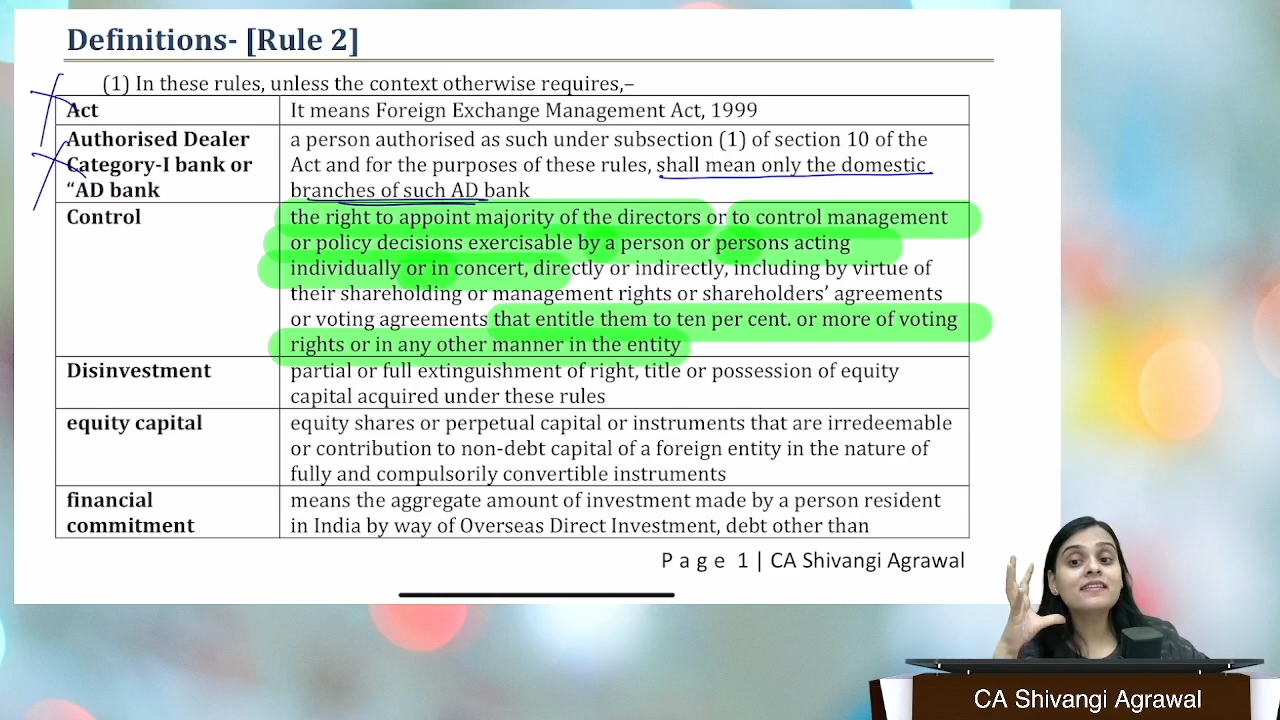 Definitions- [Rule 2]
(1) In these rules, unless the context otherwise requires,–
Act
It means Foreign Exchange Management Act, 1999
Authorised Dealer
Category-I bank or
“AD bank
a person authorised as such under subsection (1) of section 10 of the
Act and for the purposes of these rules, shall mean only the domestic
branches of such AD bank
Control
the right to appoint majority of the directors or to control management
or policy decisions exercisable by a person or persons acting
individually or in concert, directly or indirectly, including by virtue of
their shareholding or management rights or shareholders’ agreements
or voting agreements that entitle them to ten per cent. or more of voting
rights or in any other manner in the entity
Disinvestment
partial or full extinguishment of right, title or possession of equity
capital acquired under these rules
equity capital
equity shares or perpetual capital or instruments that are irredeemable
or contribution to non-debt capital of a foreign entity in the nature of
fully and compulsorily convertible instruments
financial
commitment
means the aggregate amount of investment made by a person resident
in India by way of Overseas Direct Investment, debt other than
Page 1 | CA Shivangi Agrawal
CA Shivangi Agrawal